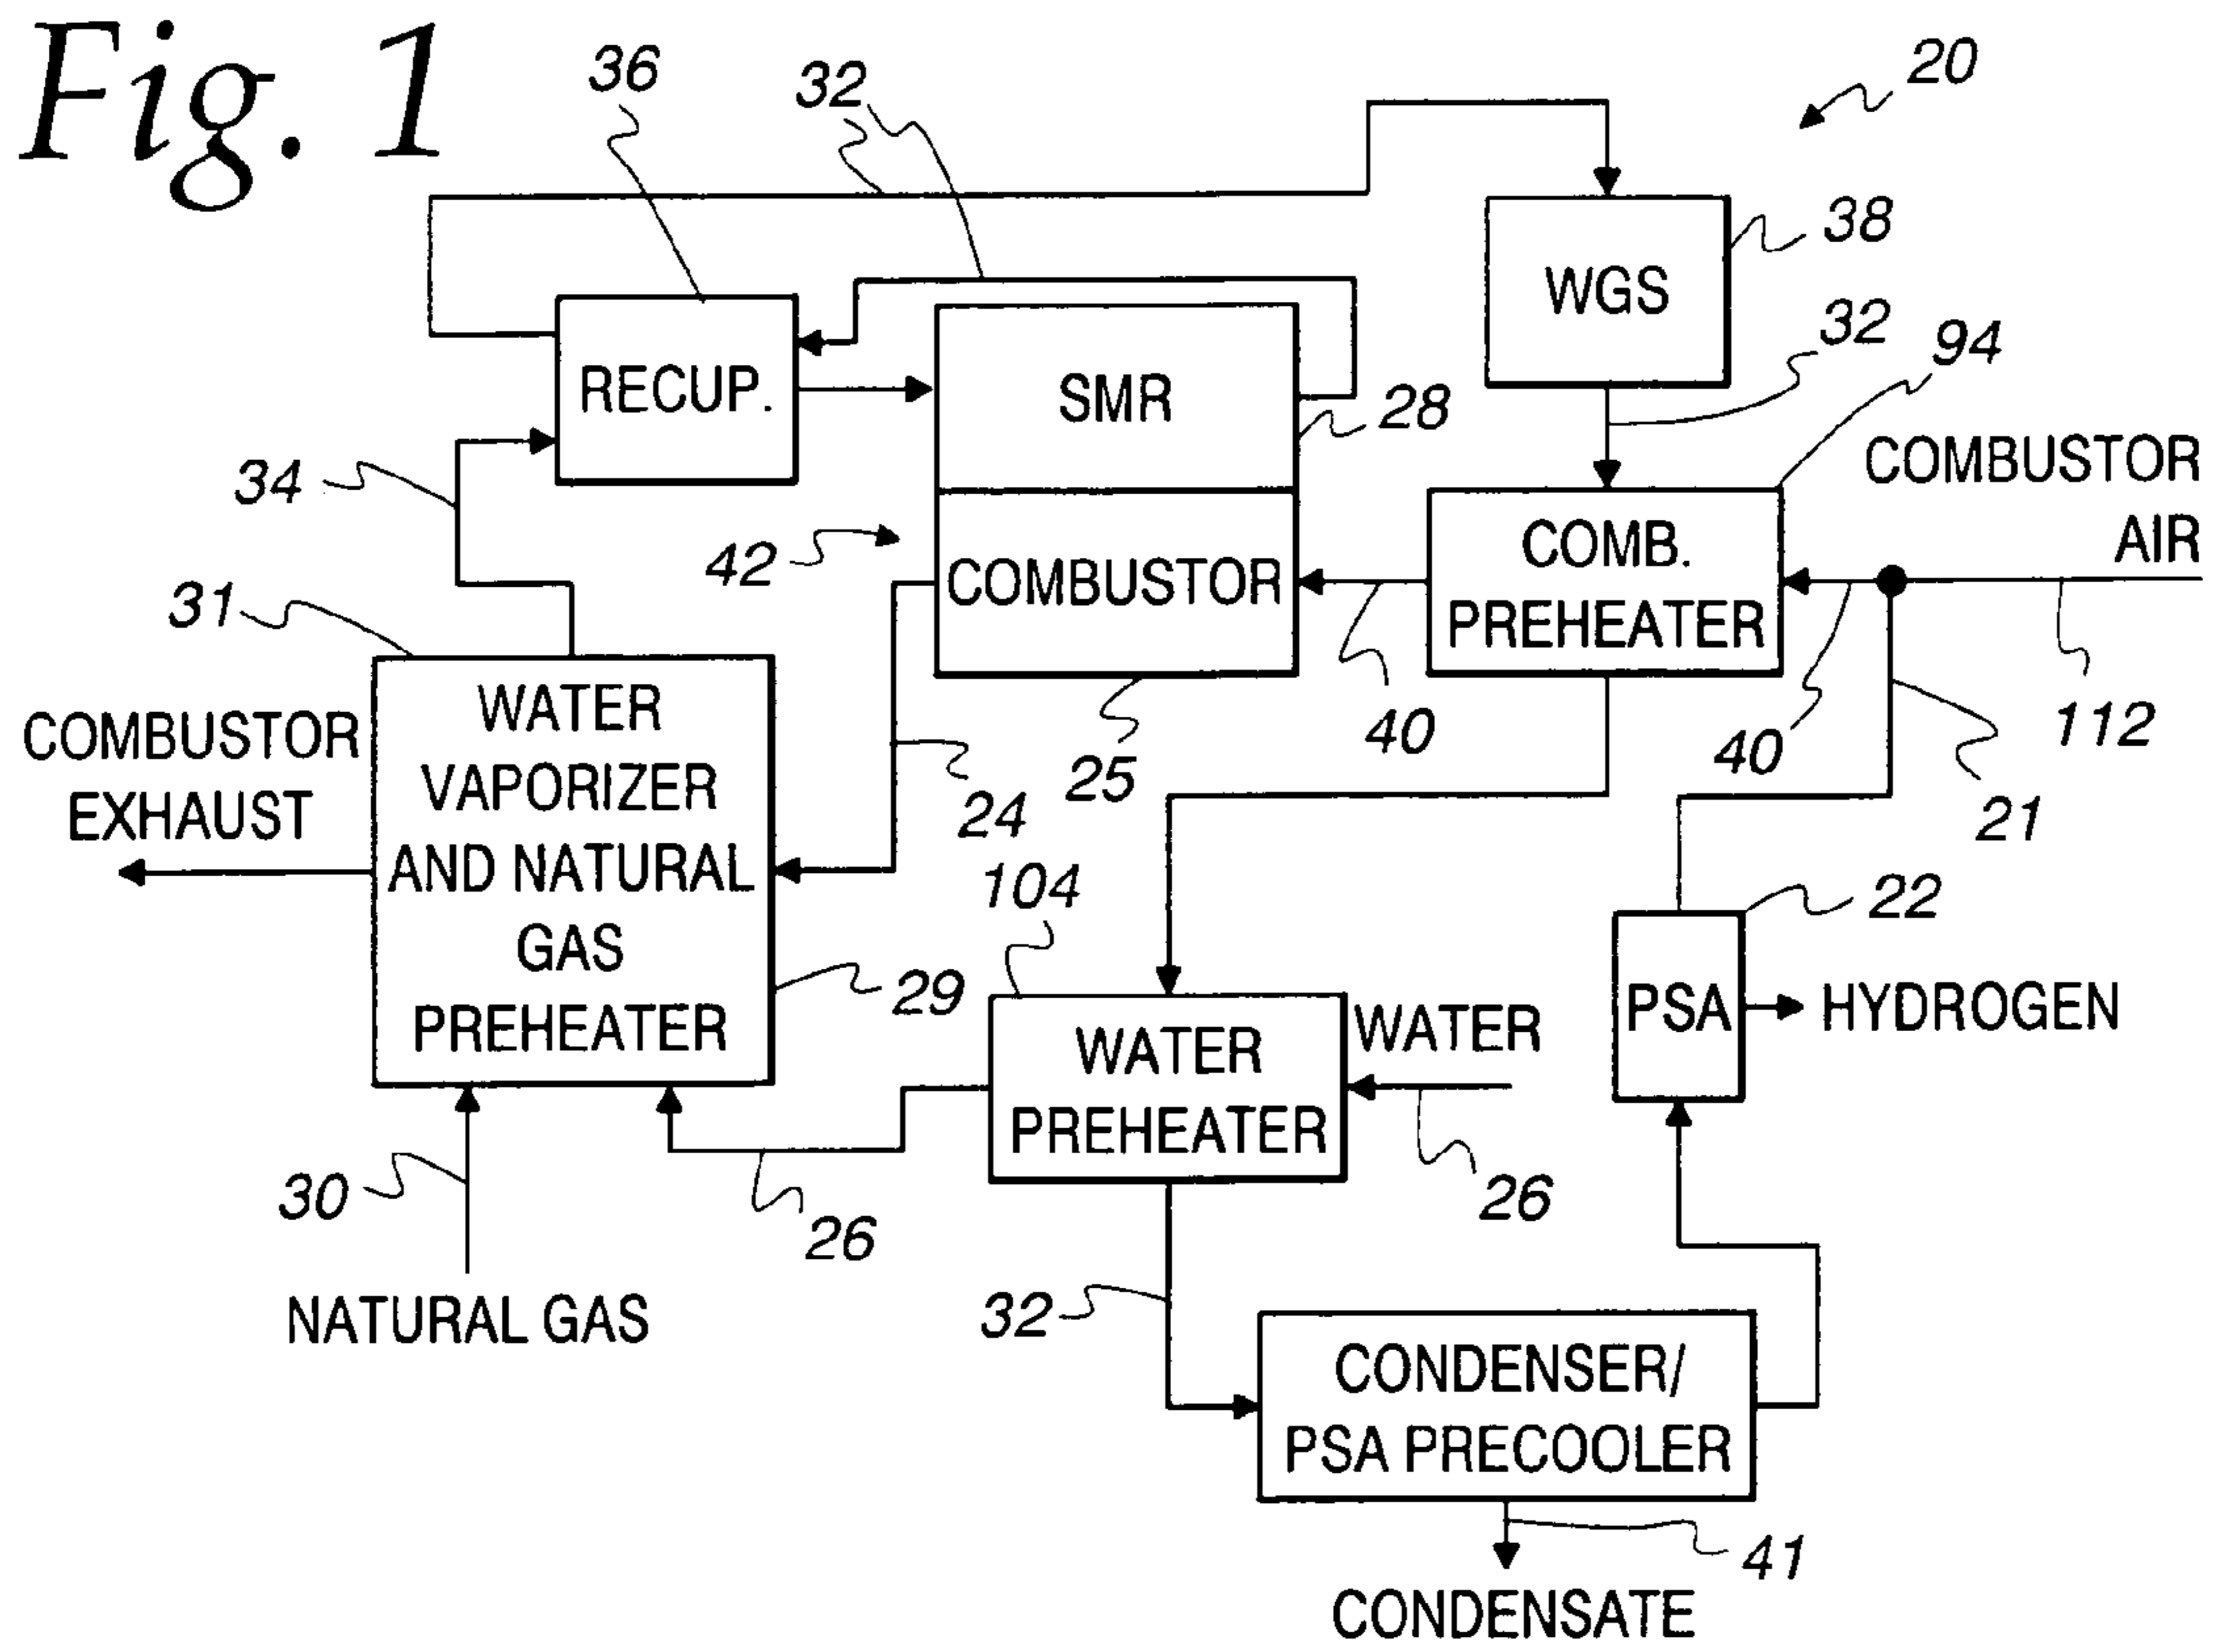 Fig. 1
36
32
20
38
WGS
32
94
RECUP.
SMR
28
COMBUSTOR
AIR
34
42
COMBUSTOR
COMB.
PREHEATER
31
40
40
112
25
24
21
COMBUSTOR
EXHAUST
WATER
VAPORIZER
AND NATURAL
GAS
PREHEATER
29
104
22
PSA
HYDROGEN
WATER
PREHEATER
WATER
26
30
26
NATURAL GAS
32
CONDENSER/
PSA PRECOOLER
41
CONDENSATE